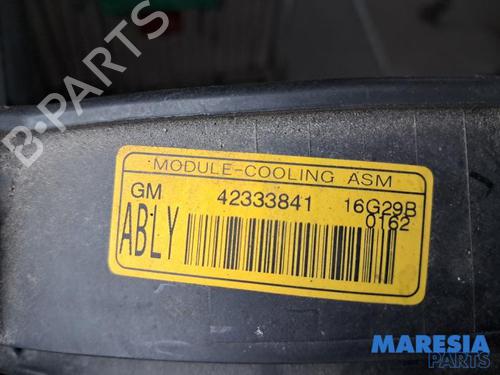 B-PARTS
MODULE-COOLING ASM
GM 42333841 16G29B
ABLY 0162
MARESIA
PARTS